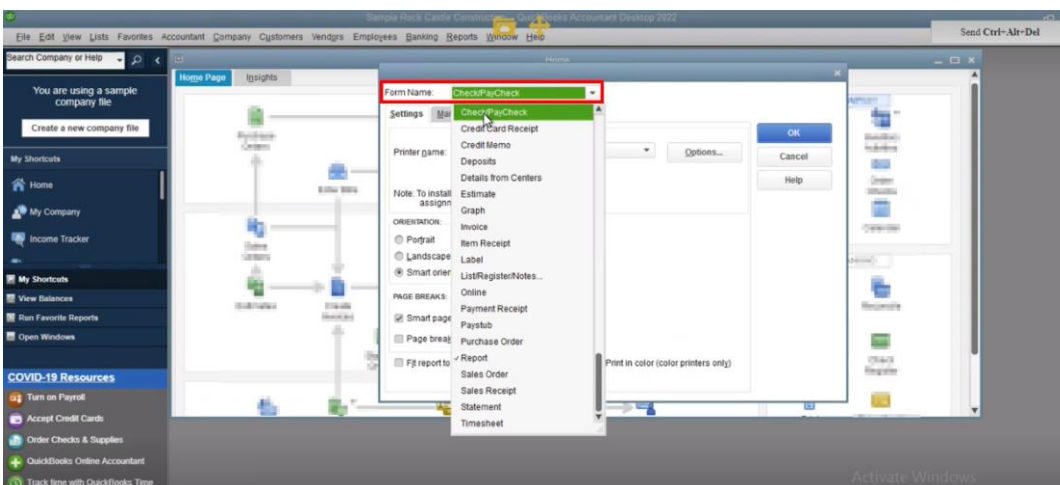 Sample Rock Castle Construction - QuickBooks Accountant Desktop 2022
File Edit View Lists Favorites Accountant Company Customers Vendors Employees Banking Reports Window Help
Send Ctrl+Alt+Del
Search Company or Help
You are using a sample
company file
Create a new company file
My Shortcuts
Home
My Company
Income Tracker
My Shortcuts
View Balances
Run Favorite Reports
Open Windows
COVID-19 Resources
Turn on Payroll
Accept Credit Cards
Order Checks & Supplies
QuickBooks Online Accountant
Track time with QuickBooks Time
Home
Home Page Insights
Form Name: Check/PayCheck
Settings
Printer name:
Options...
Note: To install
assignn
ORIENTATION:
Portrait
Landscape
Smart orien
PAGE BREAKS:
Smart page
Page break
Fit report to
Print in color (color printers only)
OK
Cancel
Help
Check/PayCheck
Credit Card Receipt
Credit Memo
Deposits
Details from Centers
Estimate
Graph
Invoice
Item Receipt
Label
List/Register/Notes...
Online
Payment Receipt
Paystub
Purchase Order
Report
Sales Order
Sales Receipt
Statement
Timesheet
Purchase
Orders
Check
Register
Activate Windows